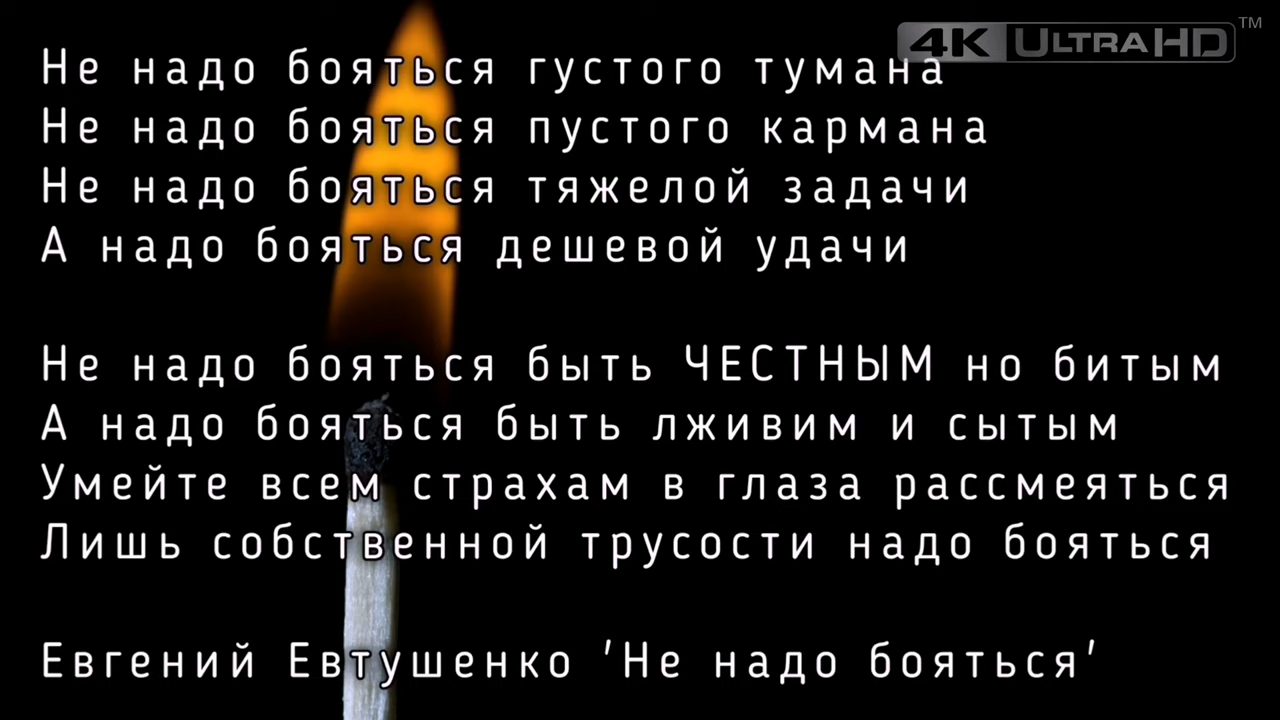 4K ULTRA HD™
Не надо бояться густого тумана
Не надо бояться пустого кармана
Не надо бояться тяжелой задачи
А надо бояться дешевой удачи
Не надо бояться быть ЧЕСТНЫМ но битым
А надо бояться быть лживим и сытым
Умейте всем страхам в глаза рассмеяться
Лишь собственной трусости надо бояться
Евгений Евтушенко 'Не надо бояться'